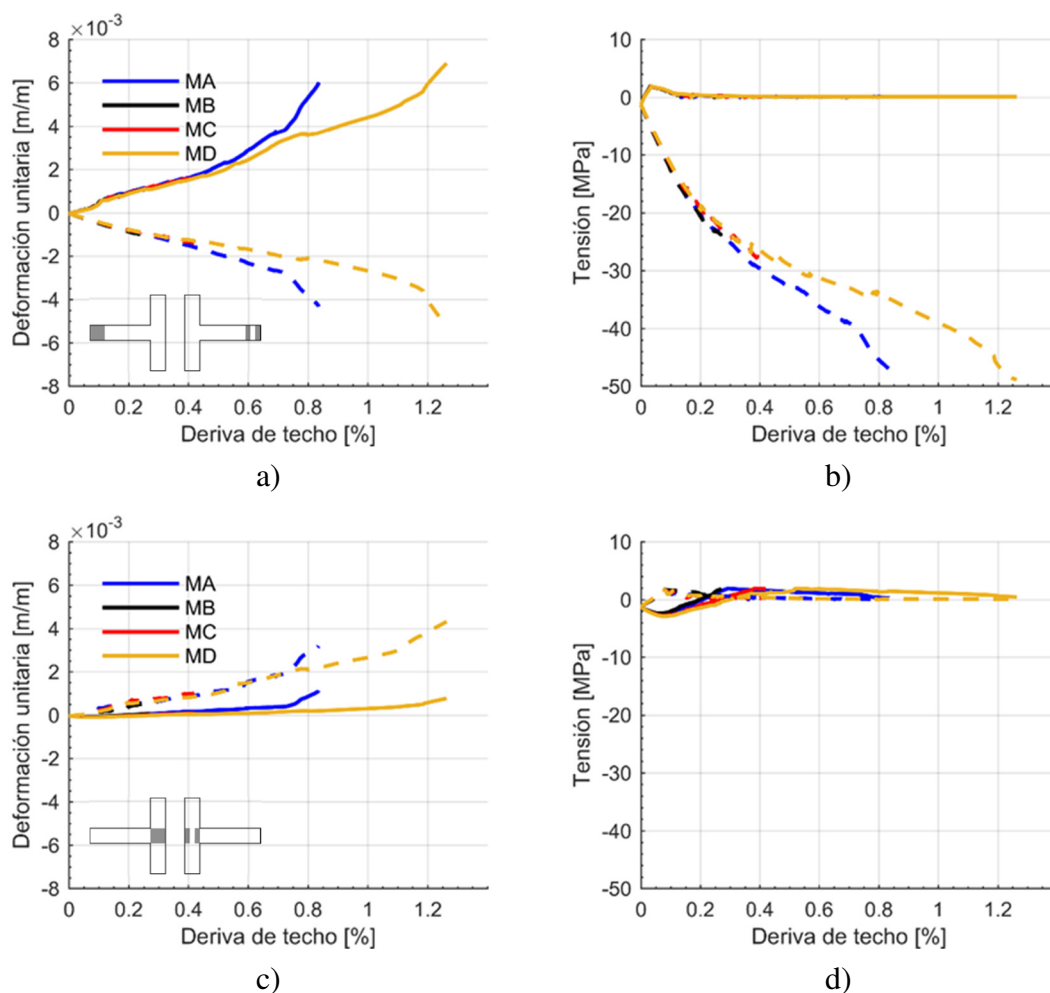 ×10⁻³
8
6
4
2
0
-2
-4
-6
-8
Deformación unitaria [m/m]
MA
MB
MC
MD
0 0.2 0.4 0.6 0.8 1 1.2
Deriva de techo [%]
a)
10
0
-10
-20
-30
-40
-50
Tensión [MPa]
0 0.2 0.4 0.6 0.8 1 1.2
Deriva de techo [%]
b)
×10⁻³
8
6
4
2
0
-2
-4
-6
-8
Deformación unitaria [m/m]
MA
MB
MC
MD
0 0.2 0.4 0.6 0.8 1 1.2
Deriva de techo [%]
c)
10
0
-10
-20
-30
-40
-50
Tensión [MPa]
0 0.2 0.4 0.6 0.8 1 1.2
Deriva de techo [%]
d)